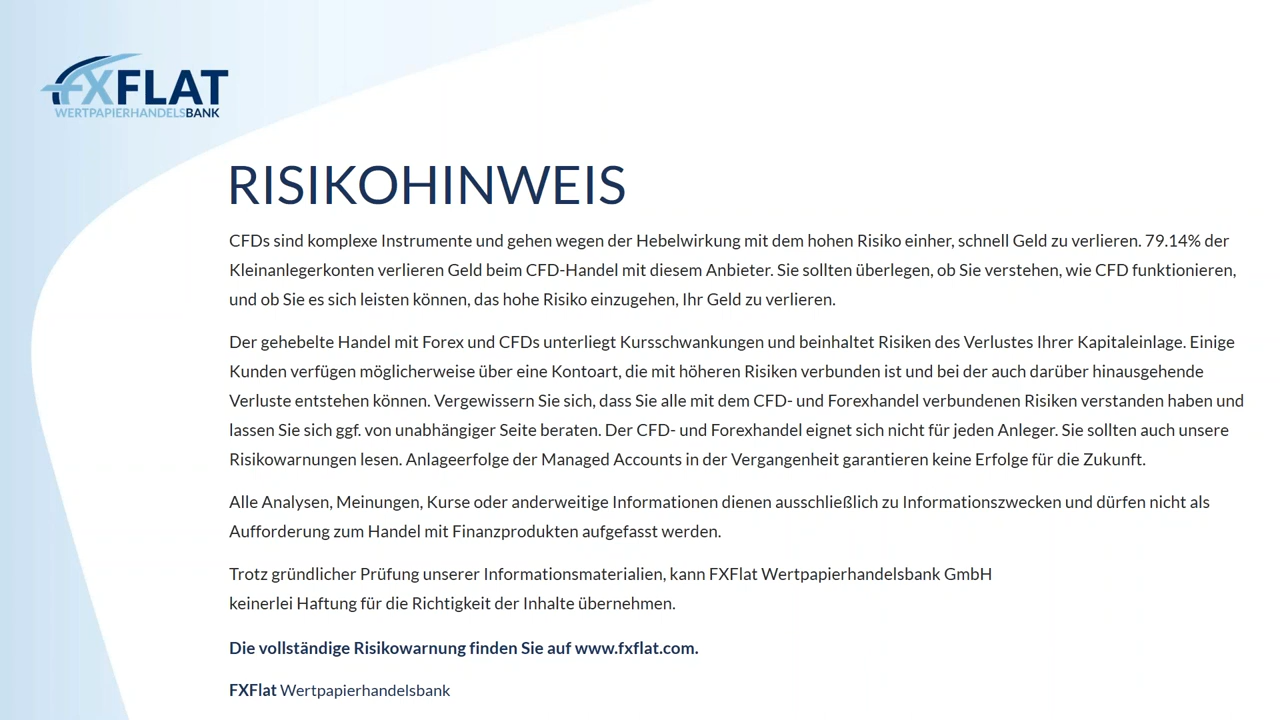 FXFLAT
WERTPAPIERHANDELSBANK
RISIKOHINWEIS
CFDs sind komplexe Instrumente und gehen wegen der Hebelwirkung mit dem hohen Risiko einher, schnell Geld zu verlieren. 79.14% der
Kleinanlegerkonten verlieren Geld beim CFD-Handel mit diesem Anbieter. Sie sollten überlegen, ob Sie verstehen, wie CFD funktionieren,
und ob Sie es sich leisten können, das hohe Risiko einzugehen, Ihr Geld zu verlieren.
Der gehebelte Handel mit Forex und CFDs unterliegt Kursschwankungen und beinhaltet Risiken des Verlustes Ihrer Kapitaleinlage. Einige
Kunden verfügen möglicherweise über eine Kontoart, die mit höheren Risiken verbunden ist und bei der auch darüber hinausgehende
Verluste entstehen können. Vergewissern Sie sich, dass Sie alle mit dem CFD- und Forexhandel verbundenen Risiken verstanden haben und
lassen Sie sich ggf. von unabhängiger Seite beraten. Der CFD- und Forexhandel eignet sich nicht für jeden Anleger. Sie sollten auch unsere
Risikowarnungen lesen. Anlageerfolge der Managed Accounts in der Vergangenheit garantieren keine Erfolge für die Zukunft.
Alle Analysen, Meinungen, Kurse oder anderweitige Informationen dienen ausschließlich zu Informationszwecken und dürfen nicht als
Aufforderung zum Handel mit Finanzprodukten aufgefasst werden.
Trotz gründlicher Prüfung unserer Informationsmaterialien, kann FXFlat Wertpapierhandelsbank GmbH
keinerlei Haftung für die Richtigkeit der Inhalte übernehmen.
Die vollständige Risikowarnung finden Sie auf www.fxflat.com.
FXFlat Wertpapierhandelsbank